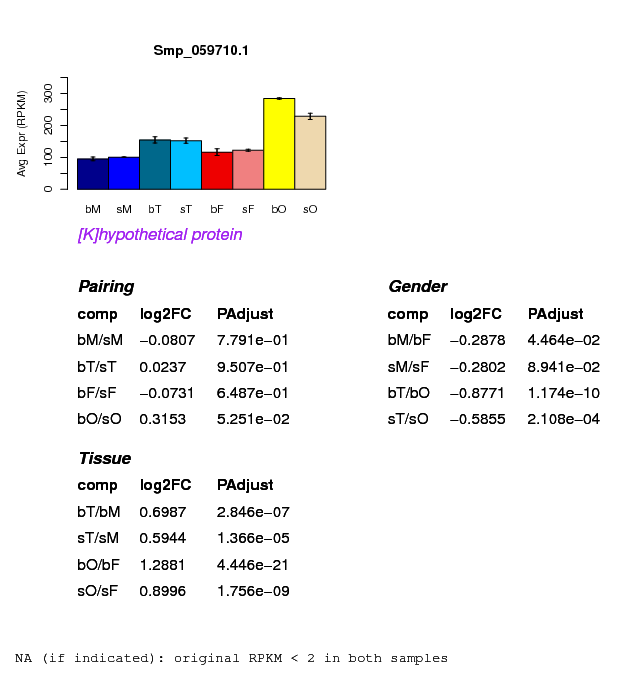 Smp_059710.1
Avg Expr (RPKM)
0 100 200 300
bM sM bT sT bF sF bO sO
[K]hypothetical protein
Pairing
comp log2FC PAdjust
bM/sM −0.0807 7.791e−01
bT/sT 0.0237 9.507e−01
bF/sF −0.0731 6.487e−01
bO/sO 0.3153 5.251e−02
Gender
comp log2FC PAdjust
bM/bF −0.2878 4.464e−02
sM/sF −0.2802 8.941e−02
bT/bO −0.8771 1.174e−10
sT/sO −0.5855 2.108e−04
Tissue
comp log2FC PAdjust
bT/bM 0.6987 2.846e−07
sT/sM 0.5944 1.366e−05
bO/bF 1.2881 4.446e−21
sO/sF 0.8996 1.756e−09
NA (if indicated): original RPKM < 2 in both samples